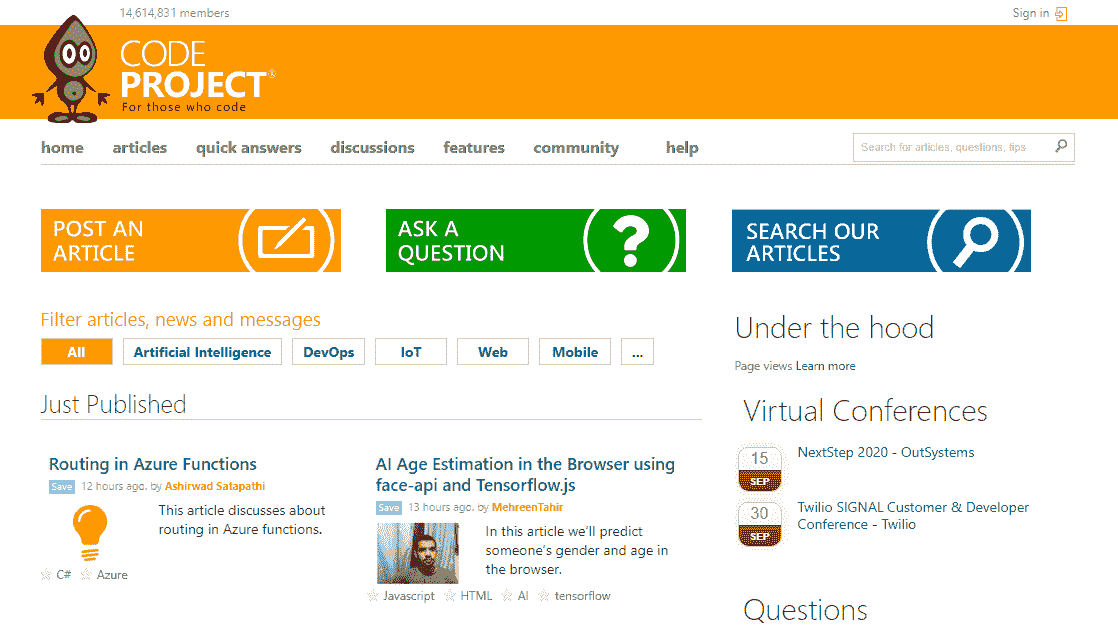 14,614,831 members
Sign in
CODE
PROJECT®
For those who code
home articles quick answers discussions features community help
Search for articles, questions, tips
POST AN
ARTICLE
ASK A
QUESTION
SEARCH OUR
ARTICLES
Filter articles, news and messages
All Artificial Intelligence DevOps IoT Web Mobile ...
Just Published
Routing in Azure Functions
Save 12 hours ago. by Ashirwad Satapathi
This article discusses about
routing in Azure functions.
C# Azure
AI Age Estimation in the Browser using
face-api and Tensorflow.js
Save 13 hours ago. by MehreenTahir
In this article we'll predict
someone's gender and age in
the browser.
Javascript HTML AI tensorflow
Under the hood
Page views Learn more
Virtual Conferences
15
SEP
NextStep 2020 - OutSystems
30
SEP
Twilio SIGNAL Customer & Developer
Conference - Twilio
Questions